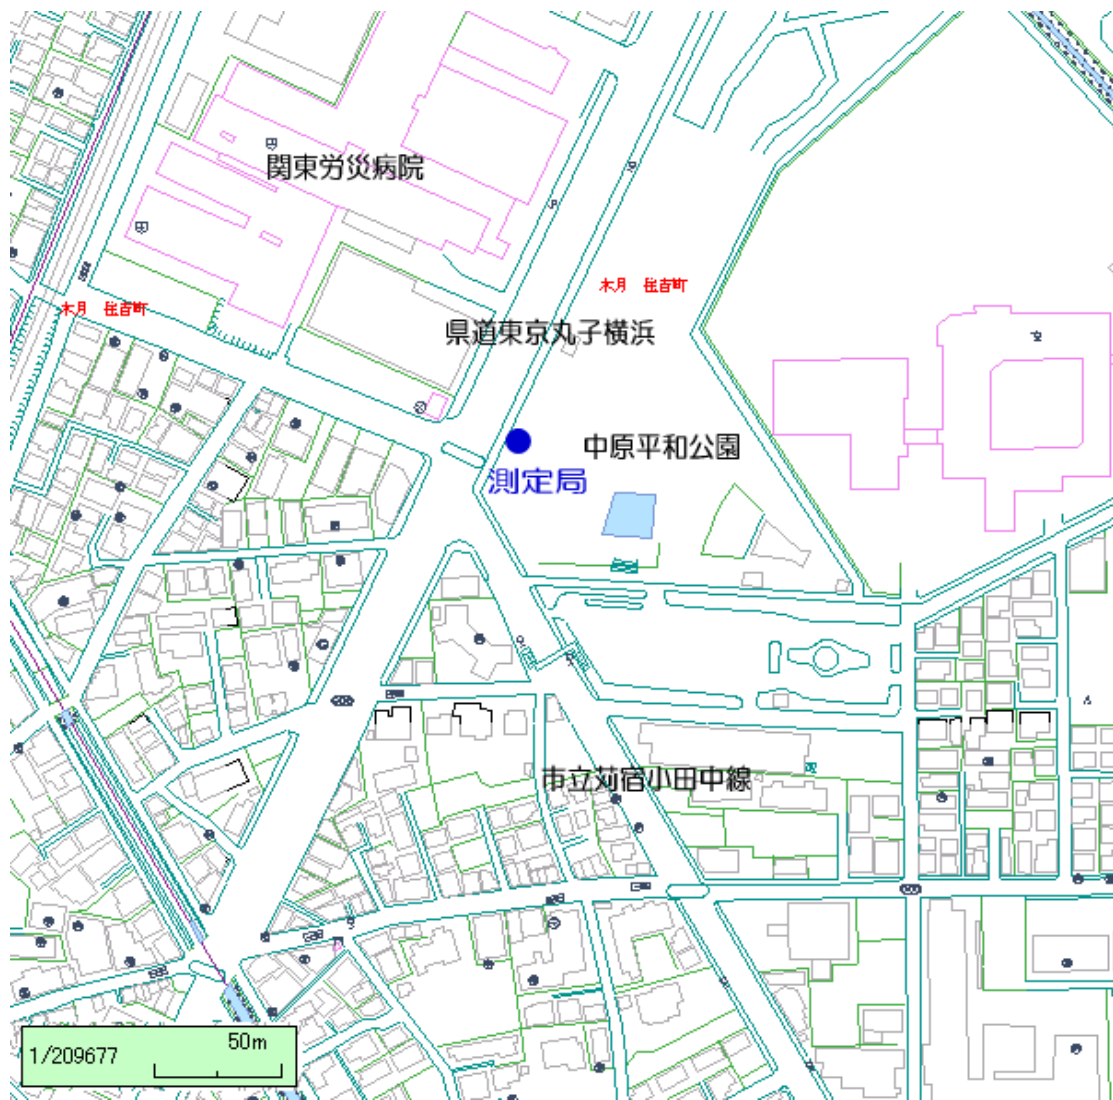 関東労災病院
木月 住吉町
木月 住吉町
県道東京丸子横浜
中原平和公園
測定局
市立苅宿小田中線
50m
1/209677